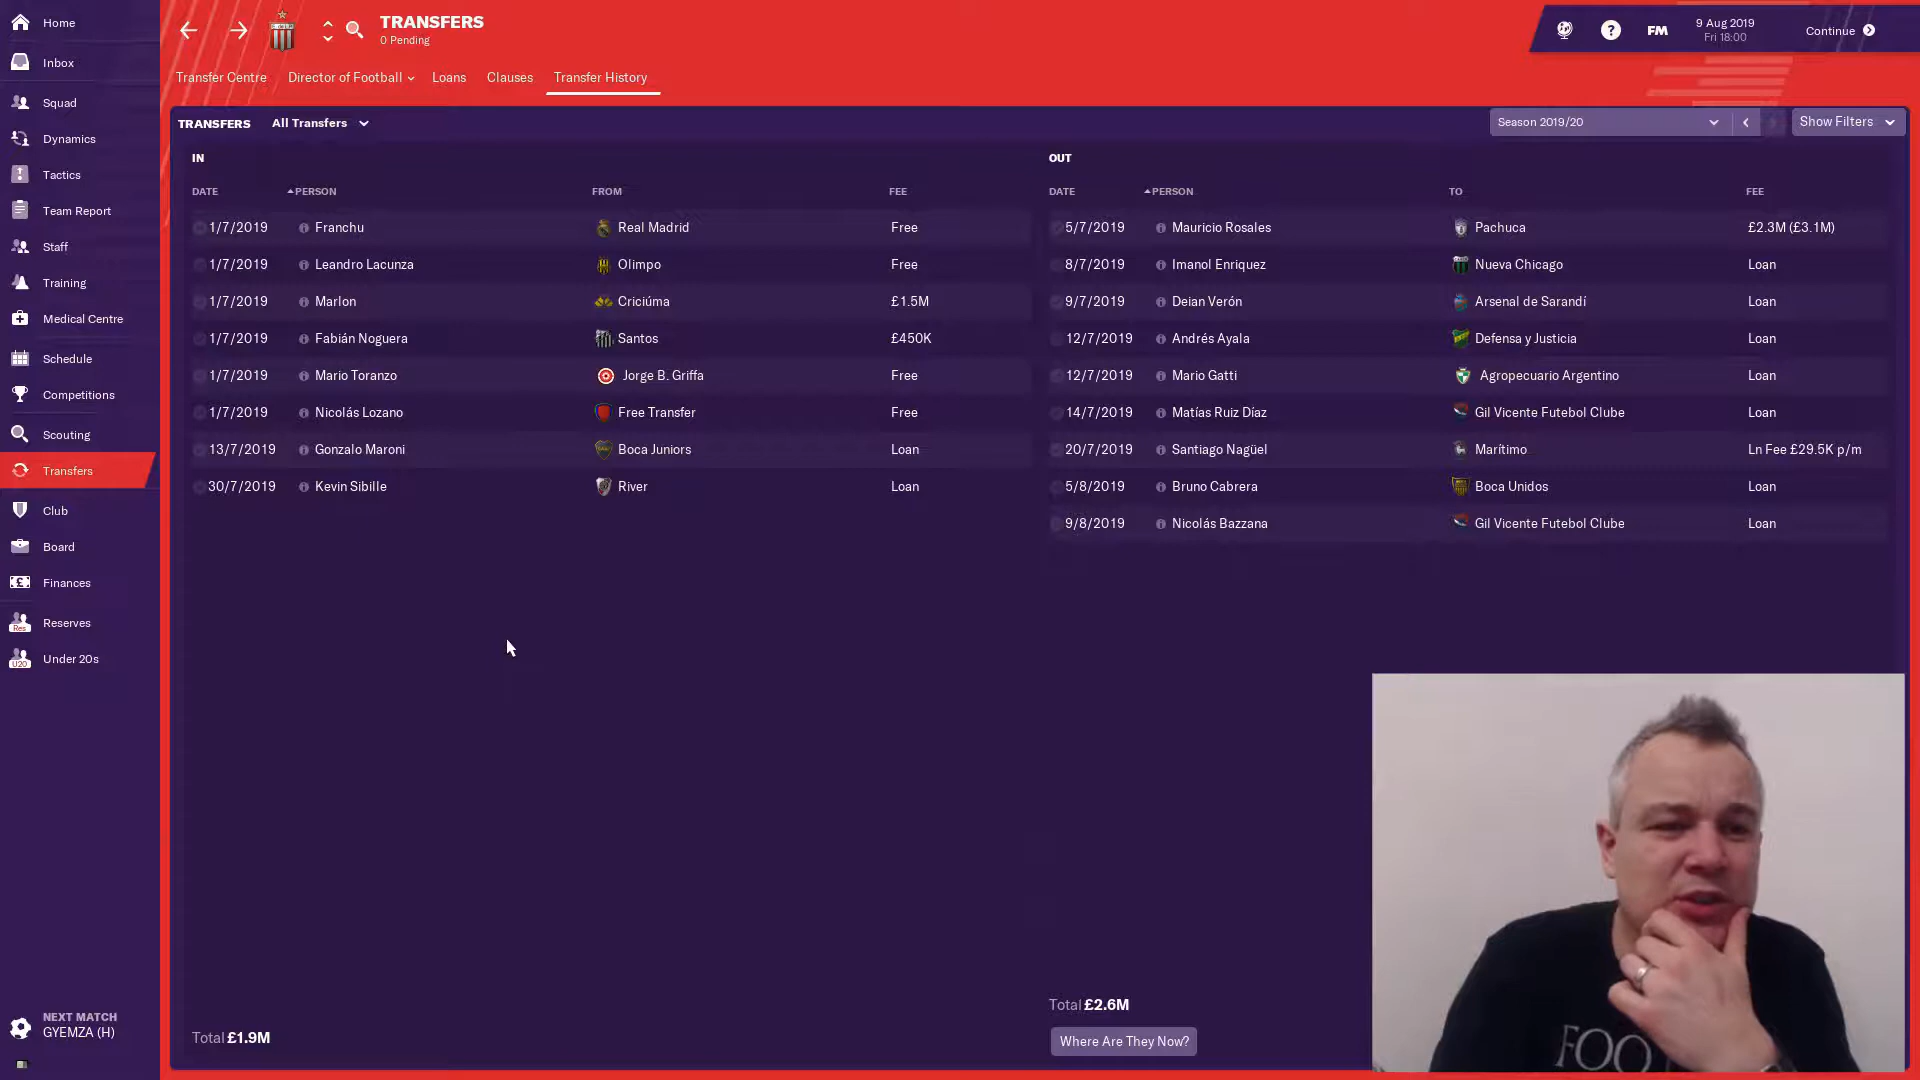 Home
Inbox
Squad
Dynamics
Tactics
Team Report
Staff
Training
Medical Centre
Schedule
Competitions
Scouting
Transfers
Club
Board
Finances
Reserves
Under 20s
NEXT MATCH
GYEMZA (H)
TRANSFERS
0 Pending
FM
9 Aug 2019
Fri 18:00
Continue
Transfer Centre Director of Football Loans Clauses Transfer History
TRANSFERS All Transfers Season 2019/20 Show Filters
IN
DATE PERSON FROM FEE
1/7/2019 Franchu Real Madrid Free
1/7/2019 Leandro Lacunza Olimpo Free
1/7/2019 Marlon Criciúma £1.5M
1/7/2019 Fabián Noguera Santos £450K
1/7/2019 Mario Toranzo Jorge B. Griffa Free
1/7/2019 Nicolás Lozano Free Transfer Free
13/7/2019 Gonzalo Maroni Boca Juniors Loan
30/7/2019 Kevin Sibille River Loan
Total £1.9M
OUT
DATE PERSON TO FEE
5/7/2019 Mauricio Rosales Pachuca £2.3M (£3.1M)
8/7/2019 Imanol Enriquez Nueva Chicago Loan
9/7/2019 Deian Verón Arsenal de Sarandí Loan
12/7/2019 Andrés Ayala Defensa y Justicia Loan
12/7/2019 Mario Gatti Agropecuario Argentino Loan
14/7/2019 Matías Ruiz Díaz Gil Vicente Futebol Clube Loan
20/7/2019 Santiago Nagüel Marítimo Ln Fee £29.5K p/m
5/8/2019 Bruno Cabrera Boca Unidos Loan
9/8/2019 Nicolás Bazzana Gil Vicente Futebol Clube Loan
Total £2.6M
Where Are They Now?